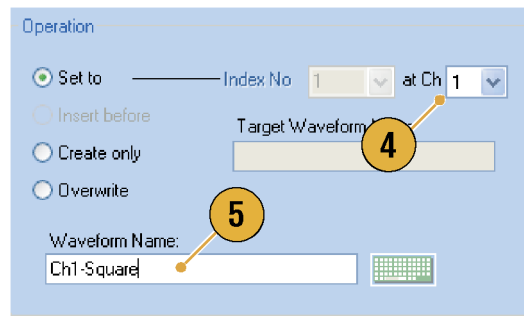 Operation
Set to Index No 1 at Ch 1
Insert before
Target Waveform
4
Create only
Overwrite
5
Waveform Name:
Ch1-Square